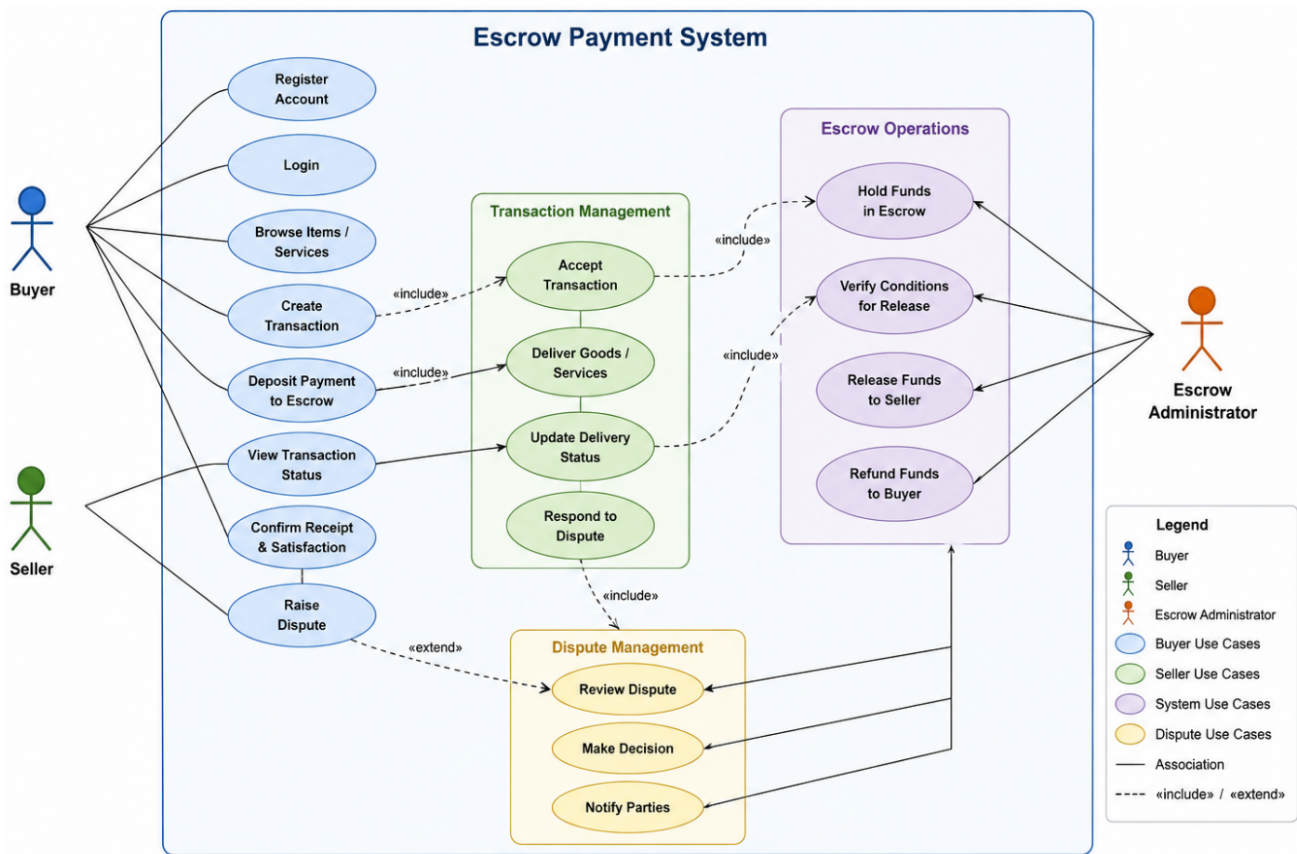 Escrow Payment System
Buyer
Seller
Escrow
Administrator
Register
Account
Login
Browse Items /
Services
Create
Transaction
Deposit Payment
to Escrow
View Transaction
Status
Confirm Receipt
& Satisfaction
Raise
Dispute
«include»
«include»
«extend»
Transaction Management
Accept
Transaction
Deliver Goods /
Services
Update Delivery
Status
Respond to
Dispute
«include»
«include»
«include»
Escrow Operations
Hold Funds
in Escrow
Verify Conditions
for Release
Release Funds
to Seller
Refund Funds
to Buyer
Dispute Management
Review Dispute
Make Decision
Notify Parties
Legend
Buyer
Seller
Escrow Administrator
Buyer Use Cases
Seller Use Cases
System Use Cases
Dispute Use Cases
Association
«include» / «extend»